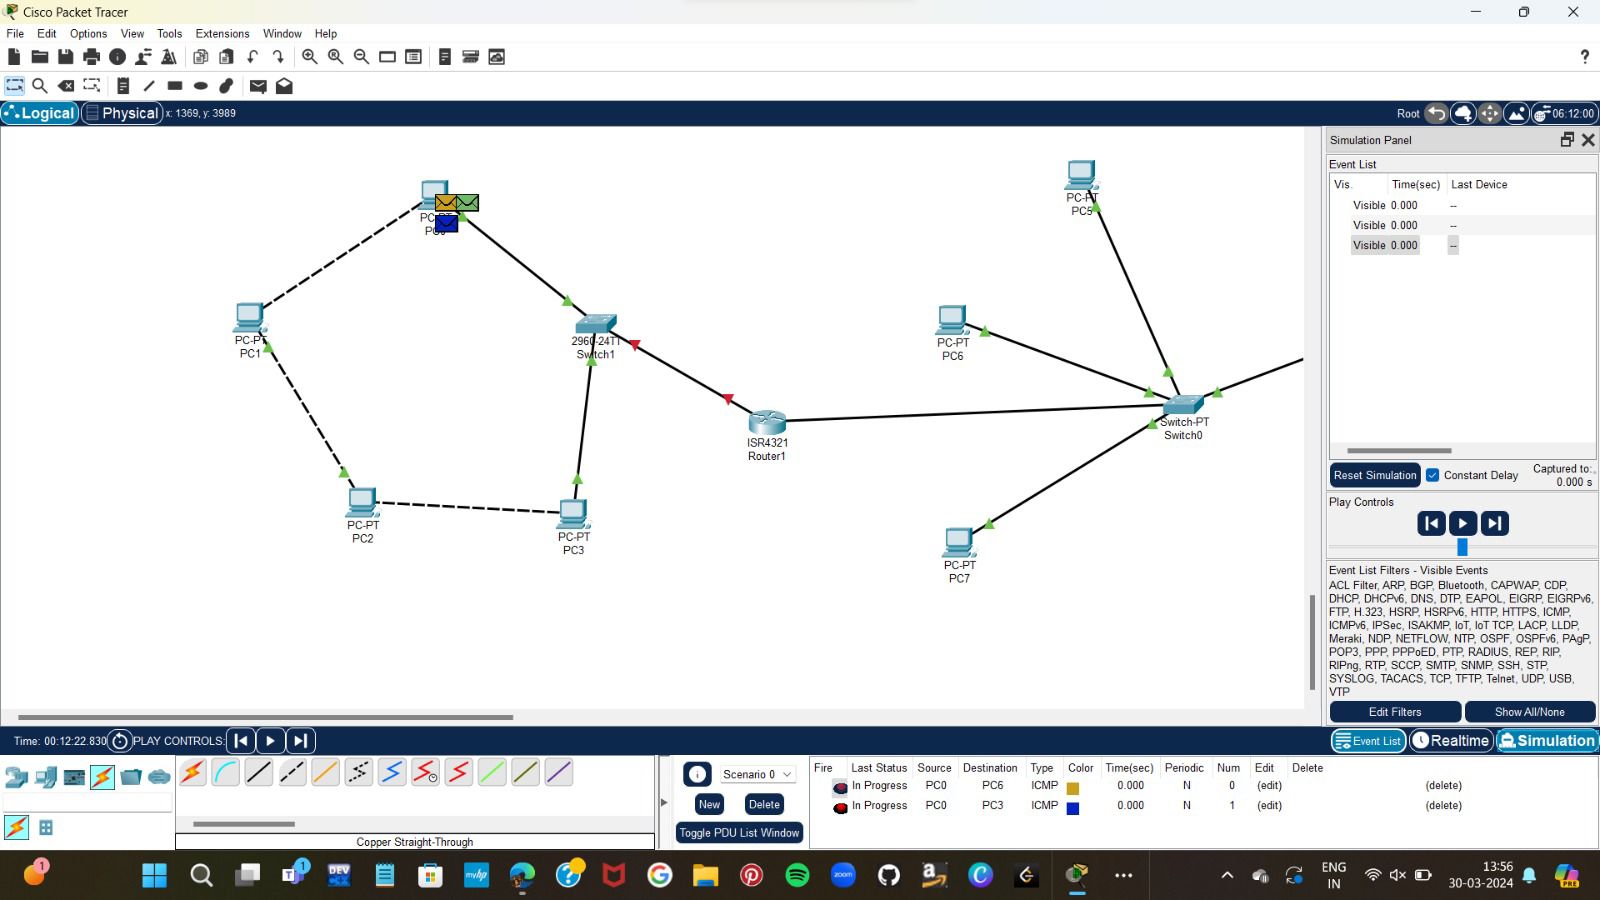 Cisco Packet Tracer
File Edit Options View Tools Extensions Window Help
?
Logical Physical x: 1369, y: 3989
Root 06:12:00
PC-PT
PC1
2960-24TT
Switch1
PC-PT
PC2
PC-PT
PC3
ISR4321
Router1
PC-PT
PC5
PC-PT
PC6
Switch-PT
Switch0
PC-PT
PC7
Simulation Panel
Event List
Vis. Time(sec) Last Device
Visible 0.000 --
Visible 0.000 --
Visible 0.000 --
Reset Simulation Constant Delay Captured to:
0.000 s
Play Controls
Event List Filters - Visible Events
ACL Filter, ARP, BGP, Bluetooth, CAPWAP, CDP,
DHCP, DHCPv6, DNS, DTP, EAPOL, EIGRP, EIGRPv6,
FTP, H.323, HSRP, HSRPv6, HTTP, HTTPS, ICMP,
ICMPv6, IPSec, ISAKMP, IoT, IoT TCP, LACP, LLDP,
Meraki, NDP, NETFLOW, NTP, OSPF, OSPFv6, PAgP,
POP3, PPP, PPPoED, PTP, RADIUS, REP, RIP,
RIPng, RTP, SCCP, SMTP, SNMP, SSH, STP,
SYSLOG, TACACS, TCP, TFTP, Telnet, UDP, USB,
VTP
Edit Filters Show All/None
Time: 00:12:22.830 PLAY CONTROLS:
Event List Realtime Simulation
Copper Straight-Through
Scenario 0
New Delete
Toggle PDU List Window
Fire Last Status Source Destination Type Color Time(sec) Periodic Num Edit Delete
In Progress PC0 PC6 ICMP 0.000 N 0 (edit) (delete)
In Progress PC0 PC3 ICMP 0.000 N 1 (edit) (delete)
1
1
DEV
myhp
zoom
ENG
IN
13:56
30-03-2024
PRE